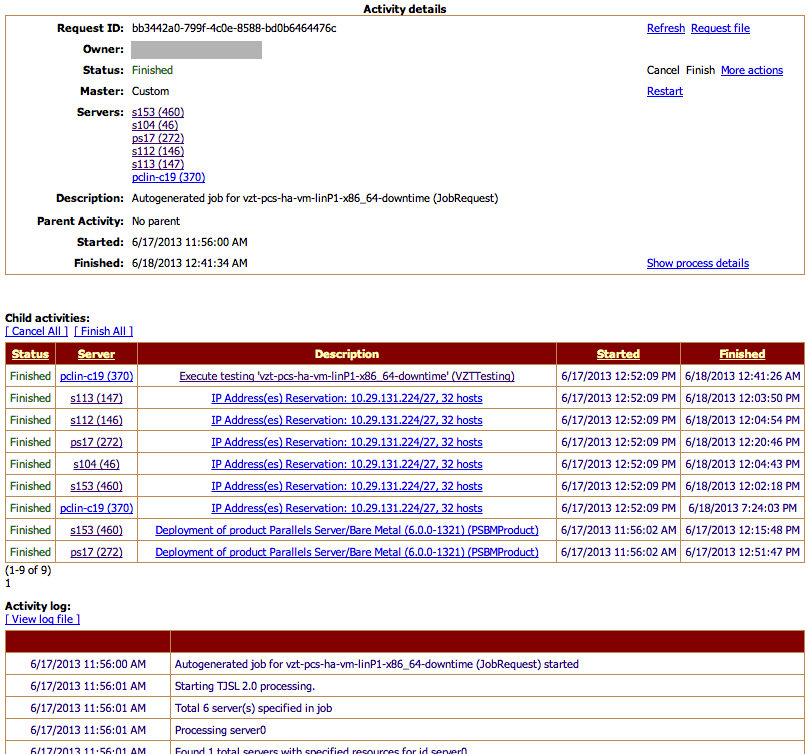 Activity details
Request ID: bb3442a0-799f-4c0e-8588-bd0b6464476c Refresh Request file
Owner:
Status: Finished Cancel Finish More actions
Master: Custom Restart
Servers: s153 (460)
s104 (46)
ps17 (272)
s112 (146)
s113 (147)
pclin-c19 (370)
Description: Autogenerated job for vzt-pcs-ha-vm-linP1-x86_64-downtime (JobRequest)
Parent Activity: No parent
Started: 6/17/2013 11:56:00 AM
Finished: 6/18/2013 12:41:34 AM Show process details
Child activities:
[ Cancel All ] [ Finish All ]
Status Server Description Started Finished
Finished pclin-c19 (370) Execute testing 'vzt-pcs-ha-vm-linP1-x86_64-downtime' (VZTTesting) 6/17/2013 12:52:09 PM 6/18/2013 12:41:26 AM
Finished s113 (147) IP Address(es) Reservation: 10.29.131.224/27, 32 hosts 6/17/2013 12:52:09 PM 6/18/2013 12:03:50 PM
Finished s112 (146) IP Address(es) Reservation: 10.29.131.224/27, 32 hosts 6/17/2013 12:52:09 PM 6/18/2013 12:04:54 PM
Finished ps17 (272) IP Address(es) Reservation: 10.29.131.224/27, 32 hosts 6/17/2013 12:52:09 PM 6/18/2013 12:20:46 PM
Finished s104 (46) IP Address(es) Reservation: 10.29.131.224/27, 32 hosts 6/17/2013 12:52:09 PM 6/18/2013 12:04:43 PM
Finished s153 (460) IP Address(es) Reservation: 10.29.131.224/27, 32 hosts 6/17/2013 12:52:09 PM 6/18/2013 12:02:18 PM
Finished pclin-c19 (370) IP Address(es) Reservation: 10.29.131.224/27, 32 hosts 6/17/2013 12:52:09 PM 6/18/2013 7:24:03 PM
Finished s153 (460) Deployment of product Parallels Server/Bare Metal (6.0.0-1321) (PSBMProduct) 6/17/2013 11:56:02 AM 6/17/2013 12:15:48 PM
Finished ps17 (272) Deployment of product Parallels Server/Bare Metal (6.0.0-1321) (PSBMProduct) 6/17/2013 11:56:02 AM 6/17/2013 12:51:47 PM
(1-9 of 9)
1
Activity log:
[ View log file ]
6/17/2013 11:56:00 AM Autogenerated job for vzt-pcs-ha-vm-linP1-x86_64-downtime (JobRequest) started
6/17/2013 11:56:01 AM Starting TJSL 2.0 processing.
6/17/2013 11:56:01 AM Total 6 server(s) specified in job
6/17/2013 11:56:01 AM Processing server0
6/17/2013 11:56:01 AM Found 1 total servers with specified resources for id server0